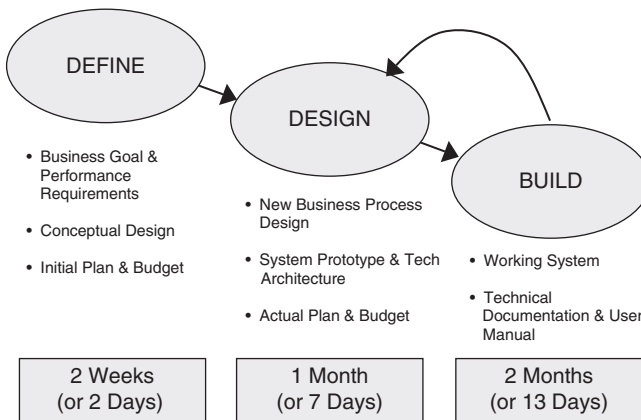 DEFINE
• Business Goal &
Performance
Requirements
• Conceptual Design
• Initial Plan & Budget
2 Weeks
(or 2 Days)
DESIGN
• New Business Process
Design
• System Prototype & Tech
Architecture
• Actual Plan & Budget
1 Month
(or 7 Days)
BUILD
• Working System
• Technical
Documentation & User
Manual
2 Months
(or 13 Days)